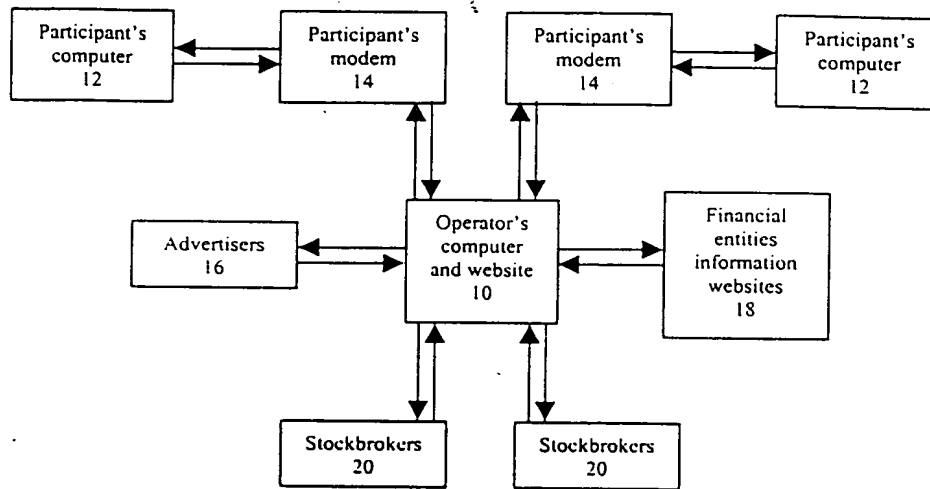 Participant's
computer
12
Participant's
modem
14
Participant's
modem
14
Participant's
computer
12
Advertisers
16
Operator's
computer
and website
10
Financial
entities
information
websites
18
Stockbrokers
20
Stockbrokers
20